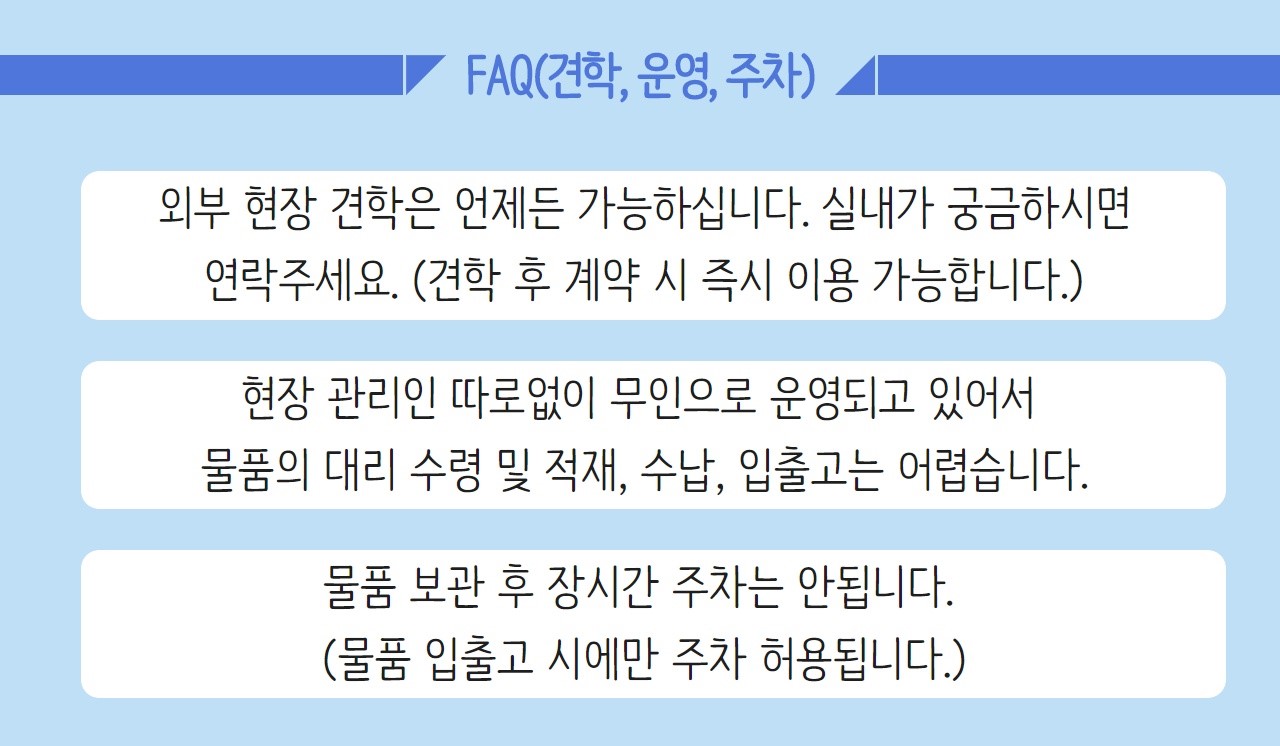 FAQ(견학, 운영, 주차)
외부 현장 견학은 언제든 가능하십니다. 실내가 궁금하시면
연락주세요. (견학 후 계약 시 즉시 이용 가능합니다.)
현장 관리인 따로없이 무인으로 운영되고 있어서
물품의 대리 수령 및 적재, 수납, 입출고는 어렵습니다.
물품 보관 후 장시간 주차는 안됩니다.
(물품 입출고 시에만 주차 허용됩니다.)